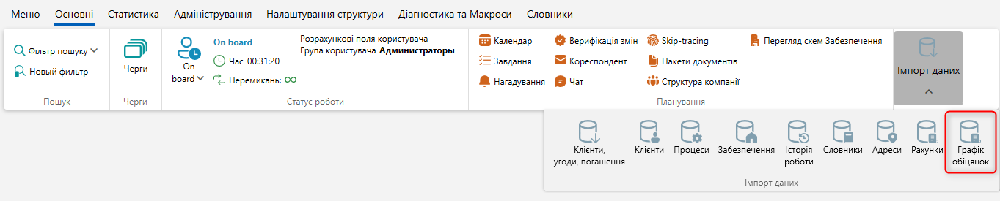 Меню Основні Статистика Адміністрування Налаштування структури Діагностика та Макроси Словники
Фільтр пошуку
Новый фильтр
Пошук
Черги
Черги
On board
On board
Час 00:31:20
Перемикань: ∞
Розрахункові поля користувача
Група користувача Администраторы
Статус роботи
Календар
Завдання
Нагадування
Верифікація змін
Кореспондент
Чат
Skip-tracing
Пакети документів
Структура компанії
Перегляд схем Забезпечення
Планування
Імпорт даних
Клієнти,
угоди, погашення
Клієнти
Процеси
Забезпечення
Історія
роботи
Словники
Адреси
Рахунки
Графік
обіцянок
Імпорт даних